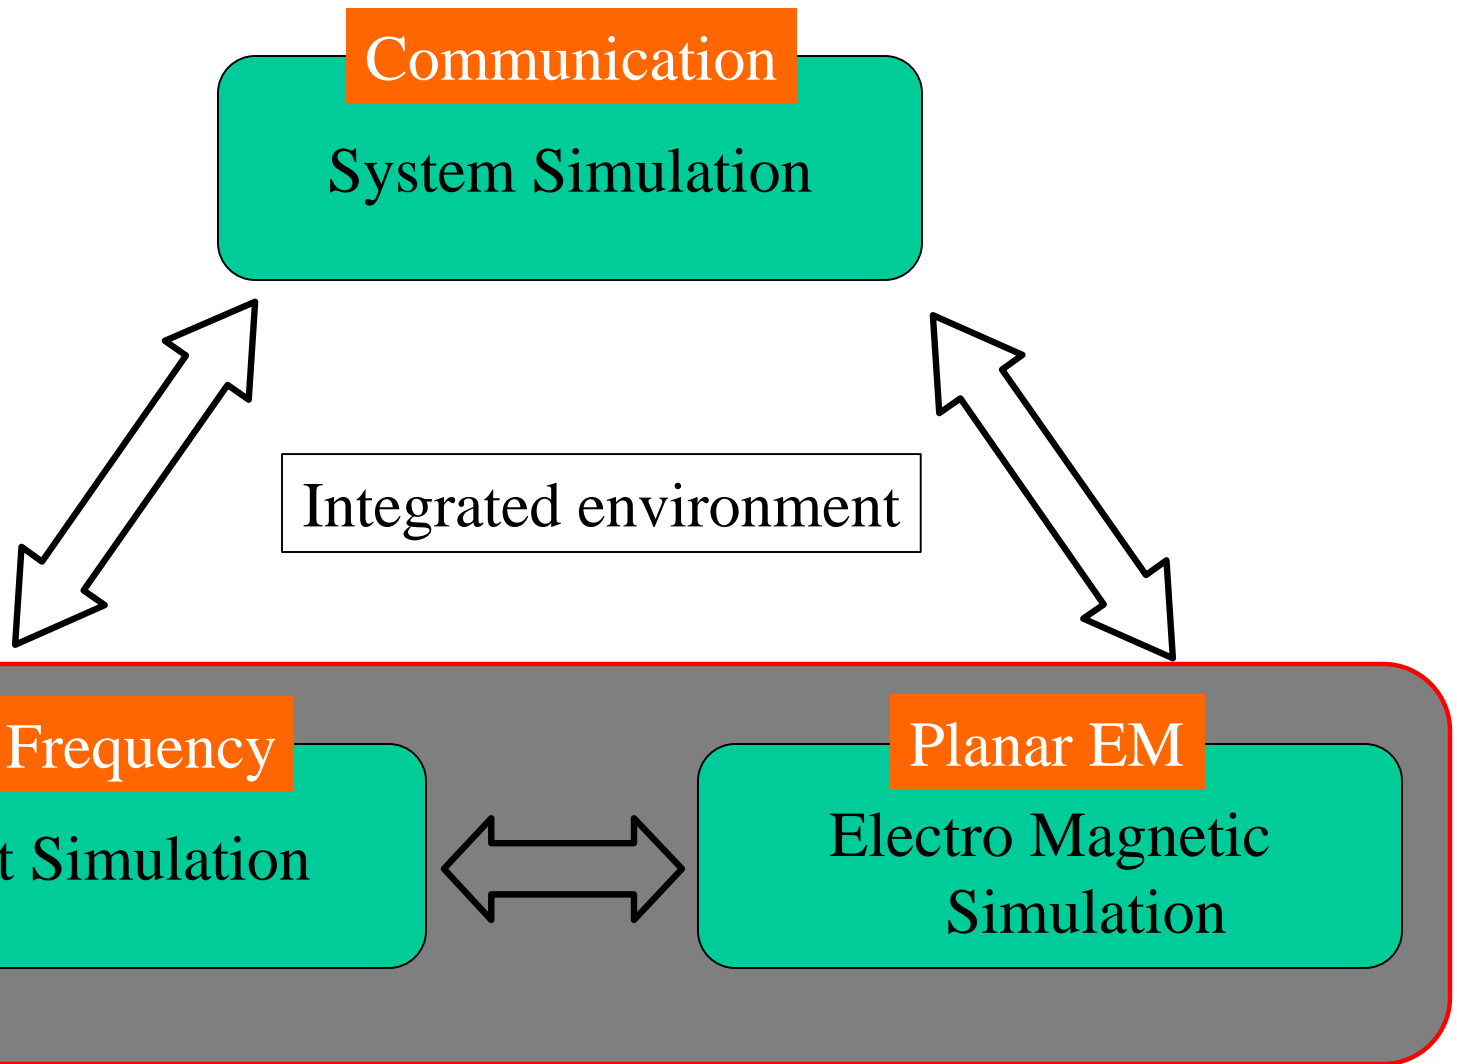 Communication
System Simulation
Integrated environment
Frequency
Planar EM
t Simulation
Electro Magnetic
Simulation